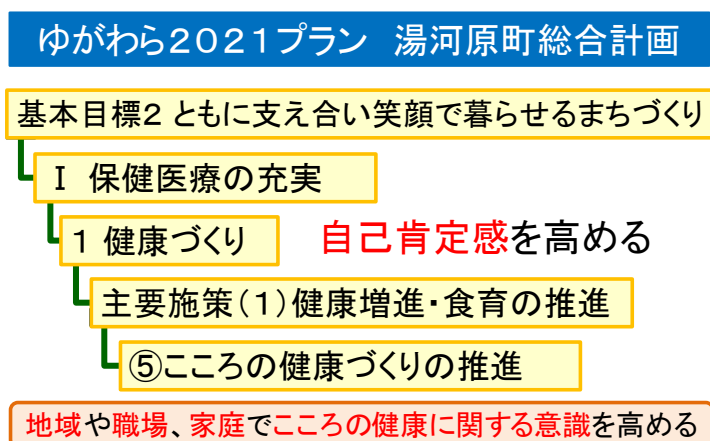 ゆがわら２０２１プラン　湯河原町総合計画
基本目標２ ともに支え合い笑顔で暮らせるまちづくり
Ⅰ　保健医療の充実
１ 健康づくり　自己肯定感を高める
主要施策（１）健康増進・食育の推進
⑤こころの健康づくりの推進
地域や職場、家庭でこころの健康に関する意識を高める